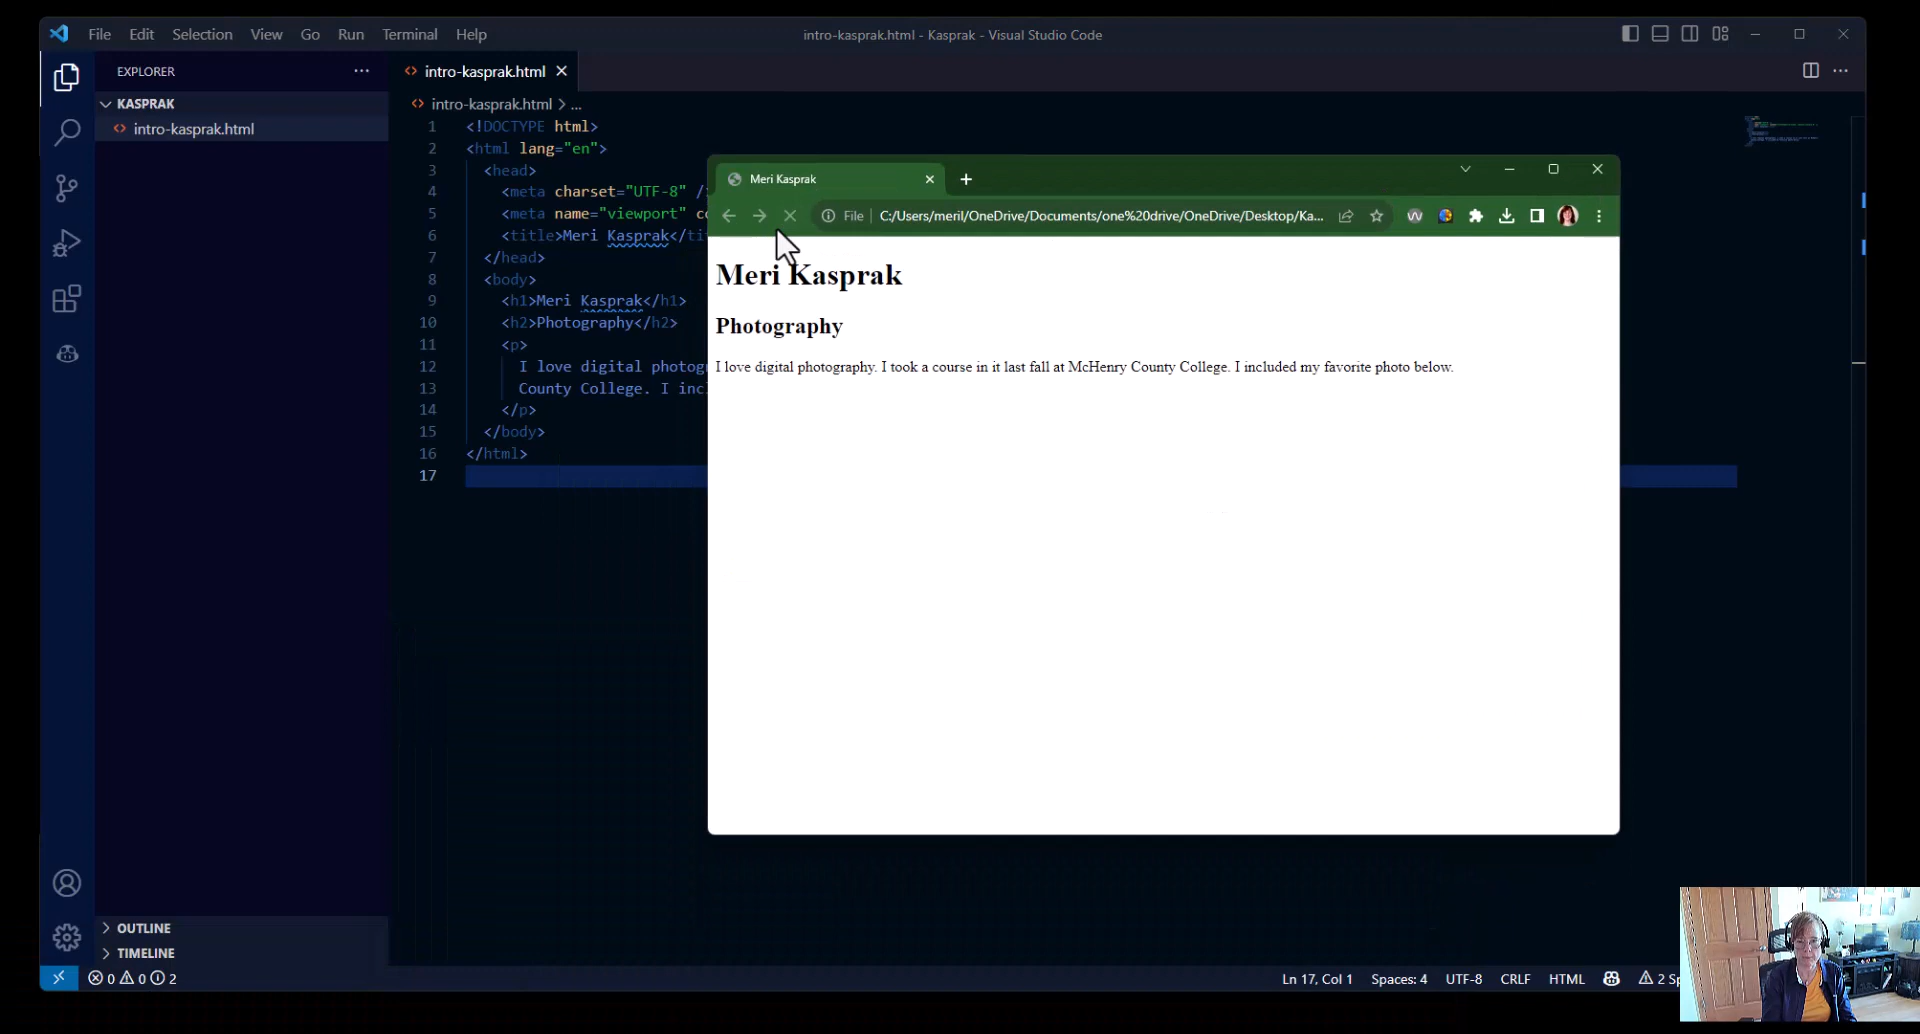 File Edit Selection View Go Run Terminal Help
intro-kasprak.html - Kasprak - Visual Studio Code
EXPLORER
KASPRAK
intro-kasprak.html
intro-kasprak.html
intro-kasprak.html > ...
1 <!DOCTYPE html>
2 <html lang="en">
3 <head>
4 <meta charset="UTF-8" /
5 <meta name="viewport"
6 <title>Meri Kasprak</
7 </head>
8 <body>
9 <h1>Meri Kasprak</h1>
10 <h2>Photography</h2>
11 <p>
12 I love digital photog
13 County College. I incl
14 </p>
15 </body>
16 </html>
17
Meri Kasprak
File C:/Users/meril/OneDrive/Documents/one%20drive/OneDrive/Desktop/Ka...
Meri Kasprak
Photography
I love digital photography. I took a course in it last fall at McHenry County College. I included my favorite photo below.
OUTLINE
TIMELINE
0 0 2
Ln 17, Col 1 Spaces: 4 UTF-8 CRLF HTML 2 Sp